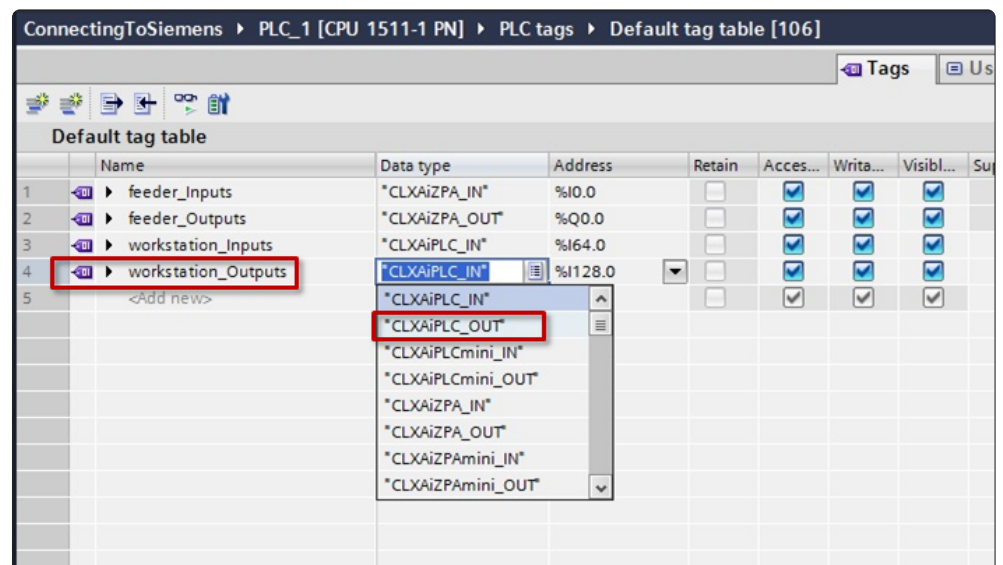 ConnectingToSiemens ▸ PLC_1 [CPU 1511-1 PN] ▸ PLC tags ▸ Default tag table [106]
Tags Us
Default tag table
Name Data type Address Retain Acces... Writa... Visibl... Sup
1 feeder_Inputs "CLXAiZPA_IN" %I0.0
2 feeder_Outputs "CLXAiZPA_OUT" %Q0.0
3 workstation_Inputs "CLXAiPLC_IN" %I64.0
4 workstation_Outputs "CLXAiPLC_IN" %I128.0
5 <Add new>
"CLXAiPLC_IN"
"CLXAiPLC_OUT"
"CLXAiPLCmini_IN"
"CLXAiPLCmini_OUT"
"CLXAiZPA_IN"
"CLXAiZPA_OUT"
"CLXAiZPAmini_IN"
"CLXAiZPAmini_OUT"